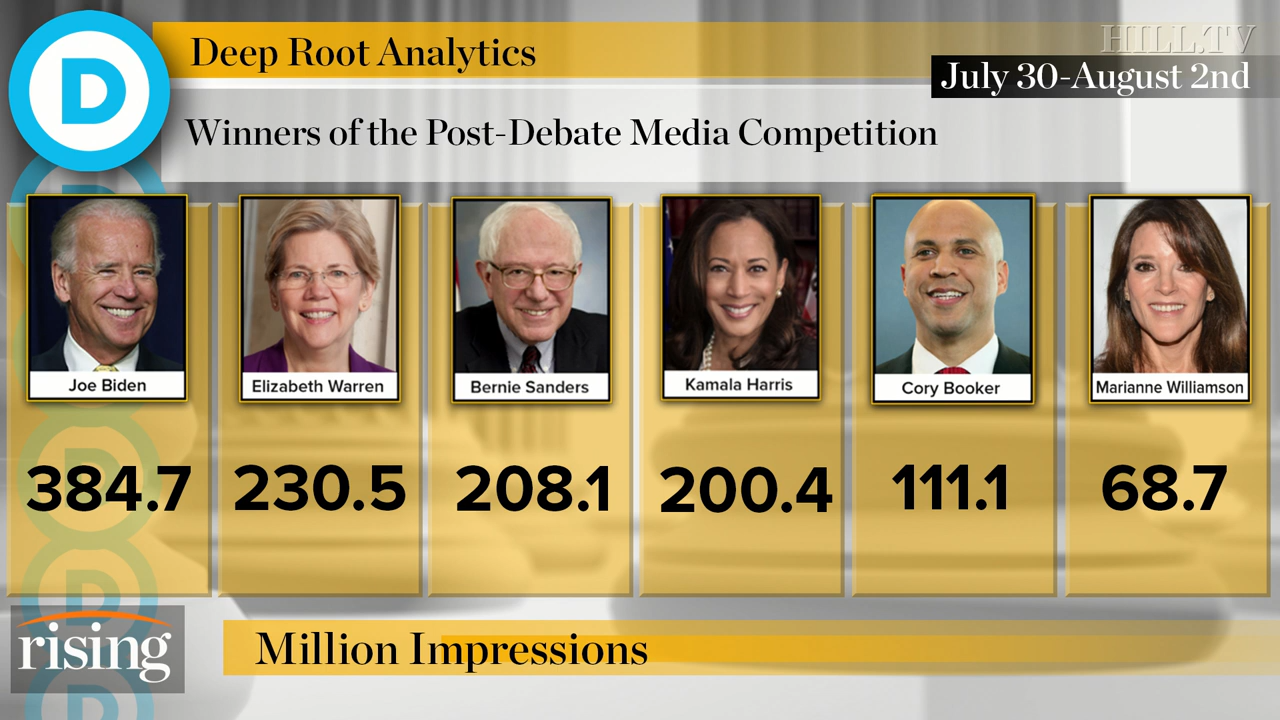 D
Deep Root Analytics
HILL.TV
July 30-August 2nd
Winners of the Post-Debate Media Competition
Joe Biden
Elizabeth Warren
Bernie Sanders
Kamala Harris
Cory Booker
Marianne Williamson
384.7
230.5
208.1
200.4
111.1
68.7
rising
Million Impressions